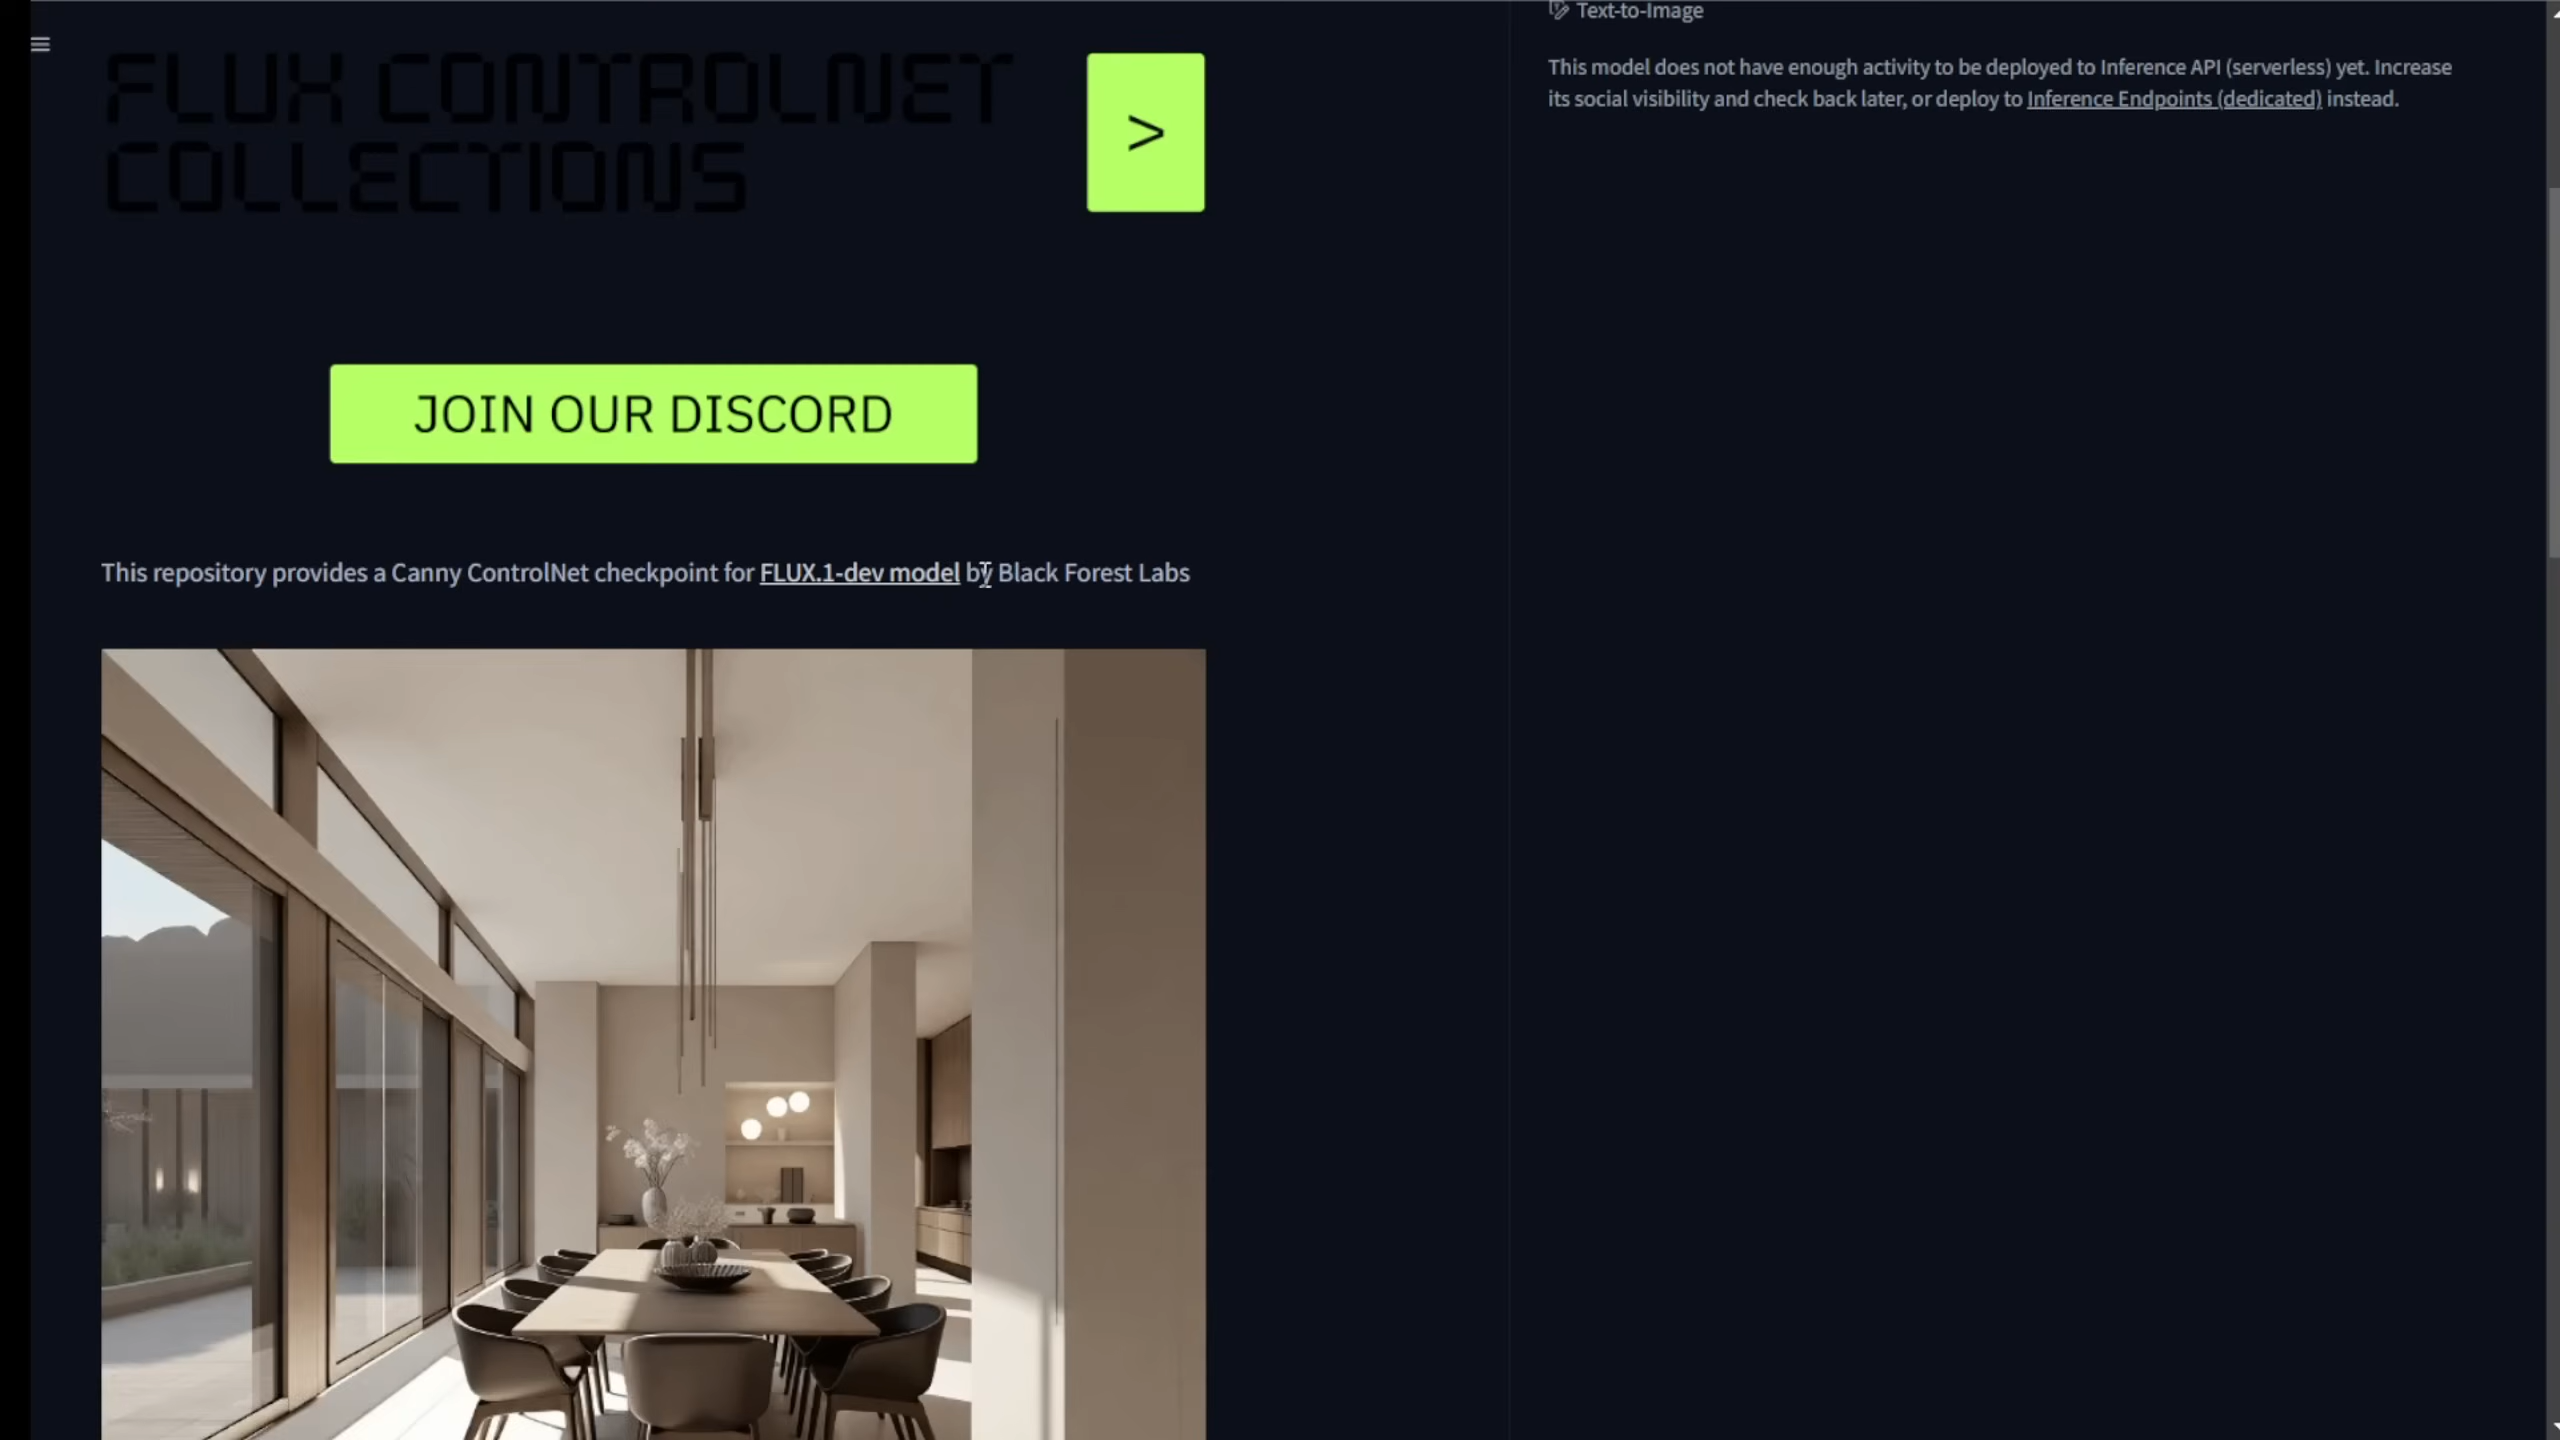 FLUX CONTROLNET
COLLECTIONS
>
JOIN OUR DISCORD
This repository provides a Canny ControlNet checkpoint for FLUX.1-dev model by Black Forest Labs
Text-to-Image
This model does not have enough activity to be deployed to Inference API (serverless) yet. Increase
its social visibility and check back later, or deploy to Inference Endpoints (dedicated) instead.